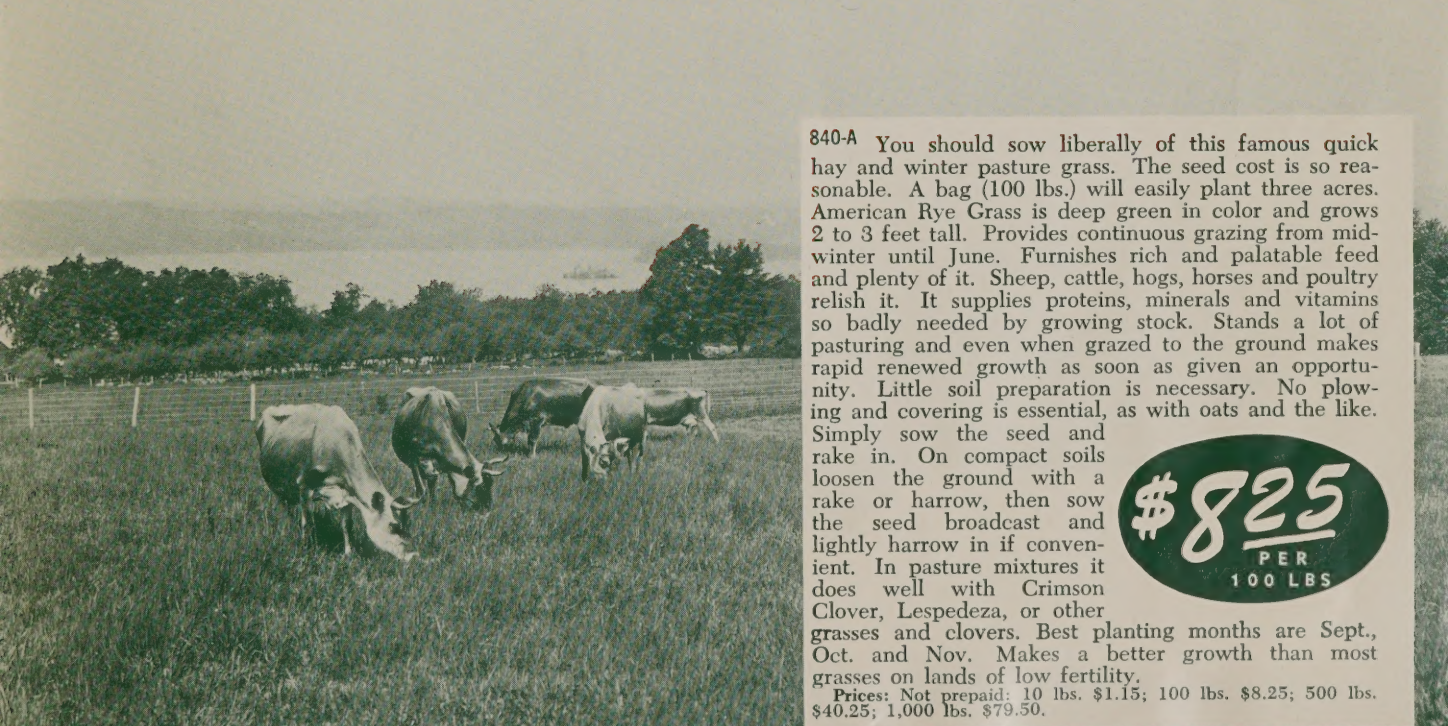 840-A You should sow liberally of this famous quick
hay and winter pasture grass. The seed cost is so rea-
sonable. A bag (100 lbs.) will easily plant three acres.
American Rye Grass is deep green in color and grows
2 to 3 feet tall. Provides continuous grazing from mid-
winter until June. Furnishes rich and palatable feed
and plenty of it. Sheep, cattle, hogs, horses and poultry
relish it. It supplies proteins, minerals and vitamins
so badly needed by growing stock. Stands a lot of
pasturing and even when grazed to the ground makes
rapid renewed growth as soon as given an opportu-
nity. Little soil preparation is necessary. No plow-
ing and covering is essential, as with oats and the like.
Simply sow the seed and
rake in. On compact soils
loosen the ground with a
rake or harrow, then sow
the seed broadcast and
lightly harrow in if conven-
ient. In pasture mixtures it
does well with Crimson
Clover, Lespedeza, or other
grasses and clovers. Best planting months are Sept.,
Oct. and Nov. Makes a better growth than most
grasses on lands of low fertility.
Prices: Not prepaid: 10 lbs. $1.15; 100 lbs. $8.25; 500 lbs.
$40.25; 1,000 lbs. $79.50.
$825
PER
100 LBS